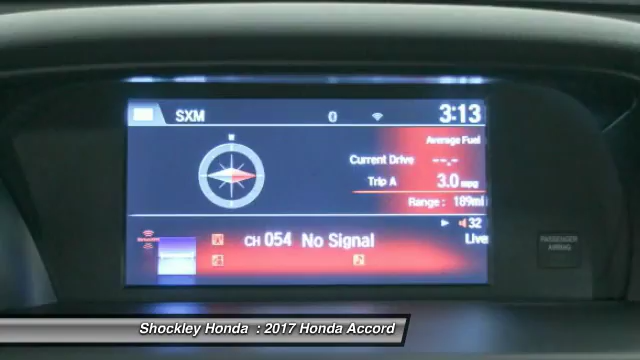 SXM
3:13
Average Fuel
Current Drive --.-
Trip A 3.0 mpg
Range: 189mi
32
CH 054 No Signal
Live
PASSENGER
AIRBAG
Shockley Honda : 2017 Honda Accord